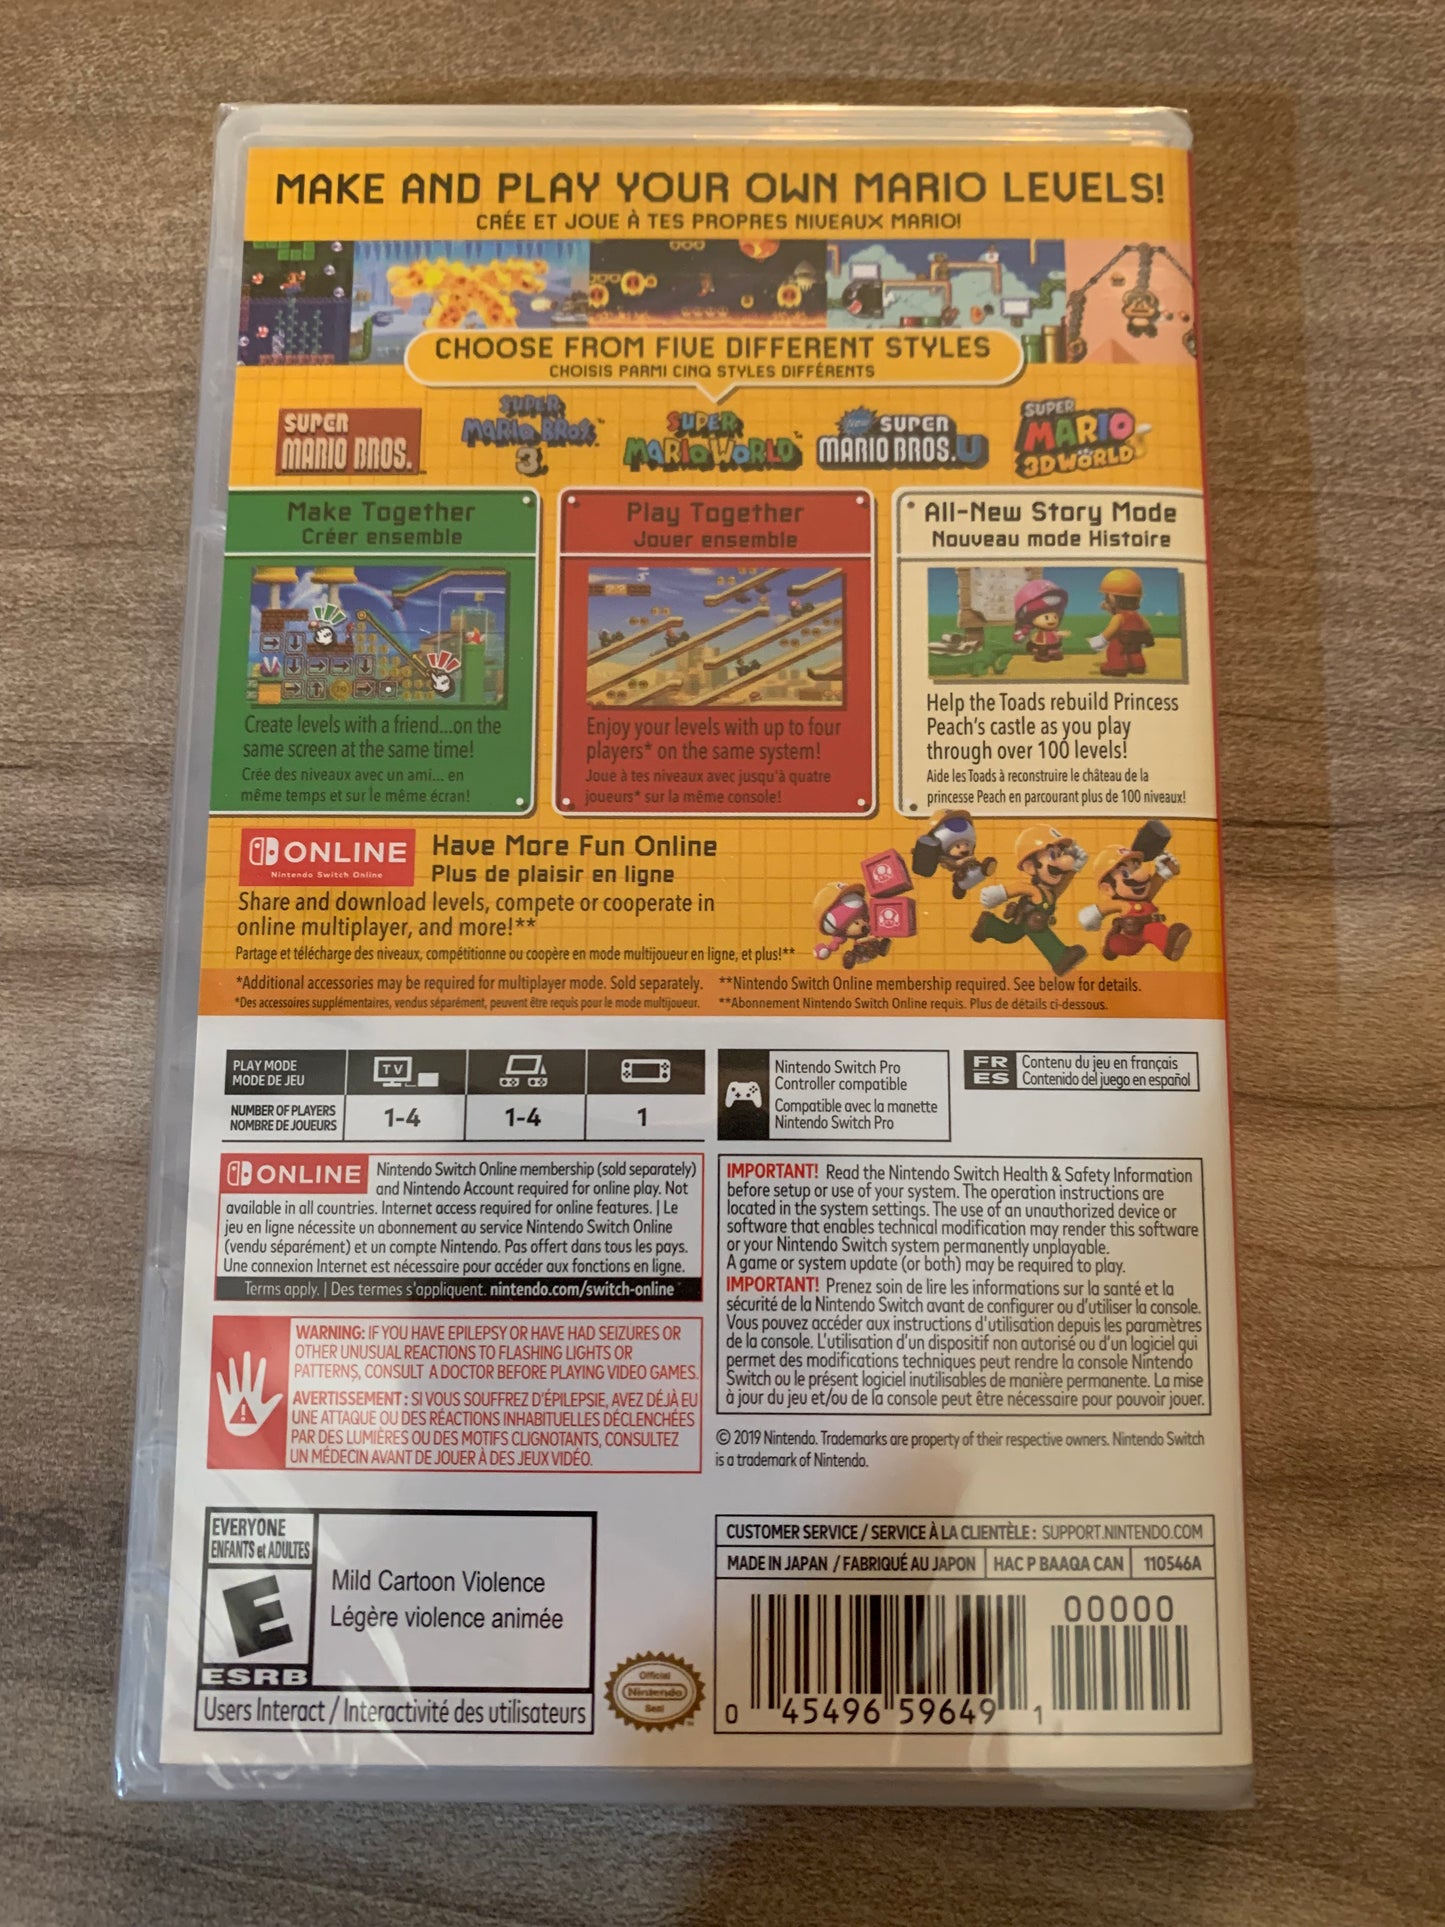 MAKE AND PLAY YOUR OWN MARIO LEVELS!
CRÉE ET JOUE À TES PROPRES NIVEAUX MARIO!
CHOOSE FROM FIVE DIFFERENT STYLES
CHOISIS PARMI CINQ STYLES DIFFÉRENTS
SUPER MARIO BROS.
SUPER MARIO BROS. 3
SUPER MARIO WORLD
New SUPER MARIO BROS. U
SUPER MARIO 3D WORLD
Make Together
Créer ensemble
Create levels with a friend...on the
same screen at the same time!
Crée des niveaux avec un ami... en
même temps et sur le même écran!
Play Together
Jouer ensemble
Enjoy your levels with up to four
players* on the same system!
Joue à tes niveaux avec jusqu'à quatre
joueurs* sur la même console!
All-New Story Mode
Nouveau mode Histoire
Help the Toads rebuild Princess
Peach's castle as you play
through over 100 levels!
Aide les Toads à reconstruire le château de la
princesse Peach en parcourant plus de 100 niveaux!
ONLINE
Nintendo Switch Online
Have More Fun Online
Plus de plaisir en ligne
Share and download levels, compete or cooperate in
online multiplayer, and more!**
Partage et télécharge des niveaux, compétitionne ou coopère en mode multijoueur en ligne, et plus!**
*Additional accessories may be required for multiplayer mode. Sold separately.
*Des accessoires supplémentaires, vendus séparément, peuvent être requis pour le mode multijoueur.
**Nintendo Switch Online membership required. See below for details.
**Abonnement Nintendo Switch Online requis. Plus de détails ci-dessous.
PLAY MODE
MODE DE JEU
TV
NUMBER OF PLAYERS
NOMBRE DE JOUEURS
1-4
1-4
1
Nintendo Switch Pro
Controller compatible
Compatible avec la manette
Nintendo Switch Pro
FR Contenu du jeu en français
ES Contenido del juego en español
ONLINE Nintendo Switch Online membership (sold separately)
and Nintendo Account required for online play. Not
available in all countries. Internet access required for online features. | Le
jeu en ligne nécessite un abonnement au service Nintendo Switch Online
(vendu séparément) et un compte Nintendo. Pas offert dans tous les pays.
Une connexion Internet est nécessaire pour accéder aux fonctions en ligne.
Terms apply. | Des termes s'appliquent. nintendo.com/switch-online
WARNING: IF YOU HAVE EPILEPSY OR HAVE HAD SEIZURES OR
OTHER UNUSUAL REACTIONS TO FLASHING LIGHTS OR
PATTERNS, CONSULT A DOCTOR BEFORE PLAYING VIDEO GAMES.
AVERTISSEMENT : SI VOUS SOUFFREZ D'ÉPILEPSIE, AVEZ DÉJÀ EU
UNE ATTAQUE OU DES RÉACTIONS INHABITUELLES DÉCLENCHÉES
PAR DES LUMIÈRES OU DES MOTIFS CLIGNOTANTS, CONSULTEZ
UN MÉDECIN AVANT DE JOUER À DES JEUX VIDÉO.
IMPORTANT! Read the Nintendo Switch Health & Safety Information
before setup or use of your system. The operation instructions are
located in the system settings. The use of an unauthorized device or
software that enables technical modification may render this software
or your Nintendo Switch system permanently unplayable.
A game or system update (or both) may be required to play.
IMPORTANT! Prenez soin de lire les informations sur la santé et la
sécurité de la Nintendo Switch avant de configurer ou d'utiliser la console.
Vous pouvez accéder aux instructions d'utilisation depuis les paramètres
de la console. L'utilisation d'un dispositif non autorisé ou d'un logiciel qui
permet des modifications techniques peut rendre la console Nintendo
Switch ou le présent logiciel inutilisables de manière permanente. La mise
à jour du jeu et/ou de la console peut être nécessaire pour pouvoir jouer.
© 2019 Nintendo. Trademarks are property of their respective owners. Nintendo Switch
is a trademark of Nintendo.
EVERYONE
ENFANTS et ADULTES
E
ESRB
Mild Cartoon Violence
Légère violence animée
Users Interact / Interactivité des utilisateurs
Official
Nintendo
Seal
CUSTOMER SERVICE / SERVICE À LA CLIENTÈLE : SUPPORT.NINTENDO.COM
MADE IN JAPAN / FABRIQUÉ AU JAPON
HAC P BAAQA CAN
110546A
00000
0 45496 59649 1